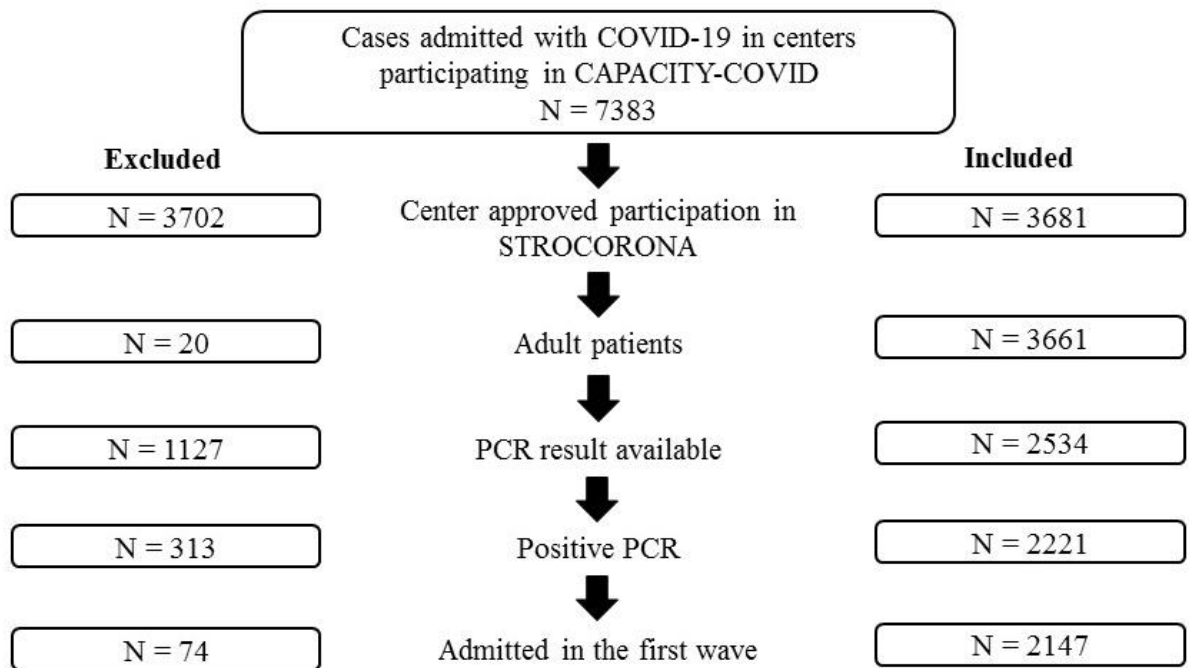 Cases admitted with COVID-19 in centers
participating in CAPACITY-COVID
N = 7383
Excluded
Included
N = 3702
Center approved participation in
STROCORONA
N = 3681
N = 20
Adult patients
N = 3661
N = 1127
PCR result available
N = 2534
N = 313
Positive PCR
N = 2221
N = 74
Admitted in the first wave
N = 2147